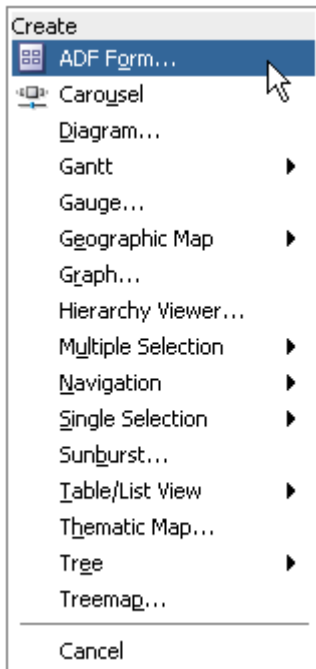 Create
ADF Form...
Carousel
Diagram...
Gantt
Gauge...
Geographic Map
Graph...
Hierarchy Viewer...
Multiple Selection
Navigation
Single Selection
Sunburst...
Table/List View
Thematic Map...
Tree
Treemap...
Cancel